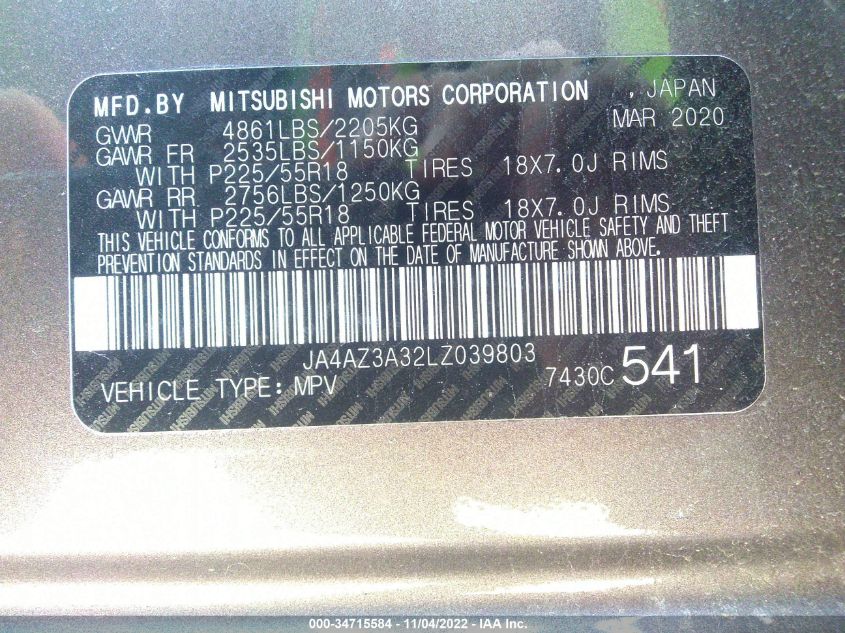 MFD.BY MITSUBISHI MOTORS CORPORATION , JAPAN
GVWR 4861LBS/2205KG MAR 2020
GAWR FR 2535LBS/1150KG
WITH P225/55R18 TIRES 18X7.0J RIMS
GAWR RR 2756LBS/1250KG
WITH P225/55R18 TIRES 18X7.0J RIMS
THIS VEHICLE CONFORMS TO ALL APPLICABLE FEDERAL MOTOR VEHICLE SAFETY AND THEFT
PREVENTION STANDARDS IN EFFECT ON THE DATE OF MANUFACTURE SHOWN ABOVE.
JA4AZ3A32LZ039803
VEHICLE TYPE:MPV 7430C 541
000-34715584 - 11/04/2022 - IAA Inc.